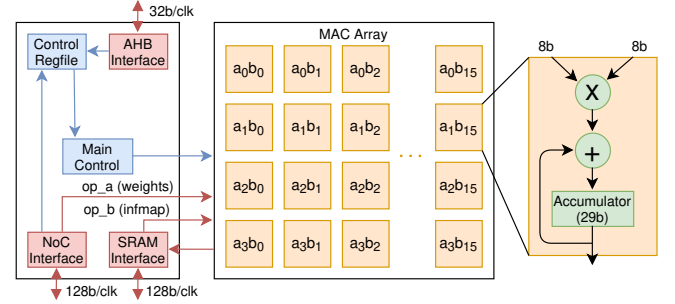 32b/clk
Control
Regfile
AHB
Interface
Main
Control
op_a (weights)
op_b (infmap)
NoC
Interface
SRAM
Interface
128b/clk
128b/clk
MAC Array
a0b0 a0b1 a0b2 a0b15
a1b0 a1b1 a1b2 a1b15
...
a2b0 a2b1 a2b2 a2b15
a3b0 a3b1 a3b2 a3b15
8b 8b
X
+
Accumulator
(29b)